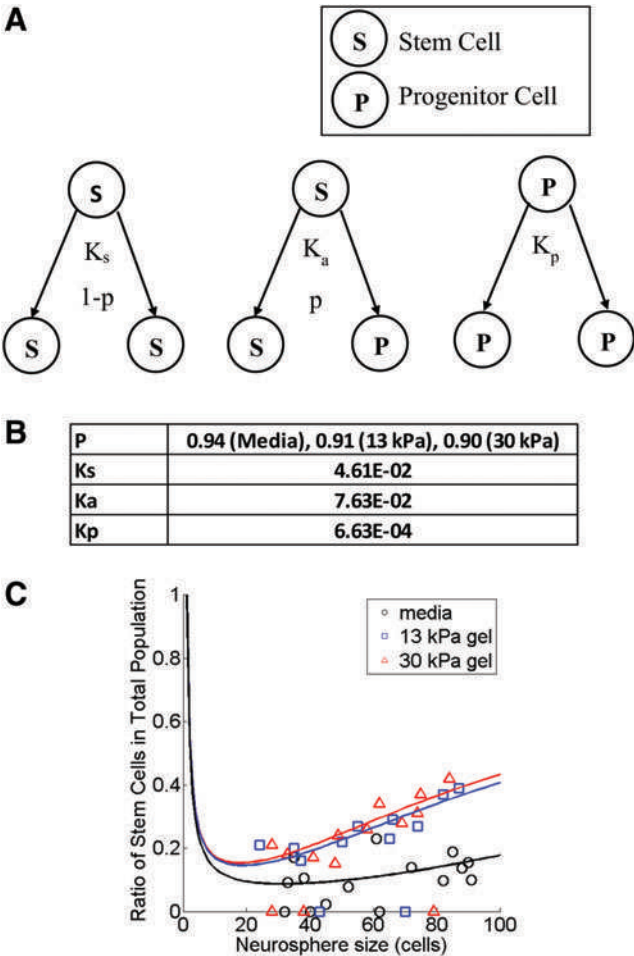 A
S Stem Cell
P Progenitor Cell
S S P
Ks Ka Kp
1-p p
S S S P P P
B
P 0.94 (Media), 0.91 (13 kPa), 0.90 (30 kPa)
Ks 4.61E-02
Ka 7.63E-02
Kp 6.63E-04
C
Ratio of Stem Cells in Total Population
1
0.8
0.6
0.4
0.2
0
media
13 kPa gel
30 kPa gel
0 20 40 60 80 100
Neurosphere size (cells)